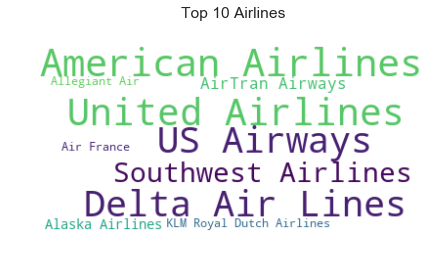 Top 10 Airlines
American Airlines
Allegiant Air
AirTran Airways
United Airlines
US Airways
Air France
Southwest Airlines
Delta Air Lines
Alaska Airlines
KLM Royal Dutch Airlines